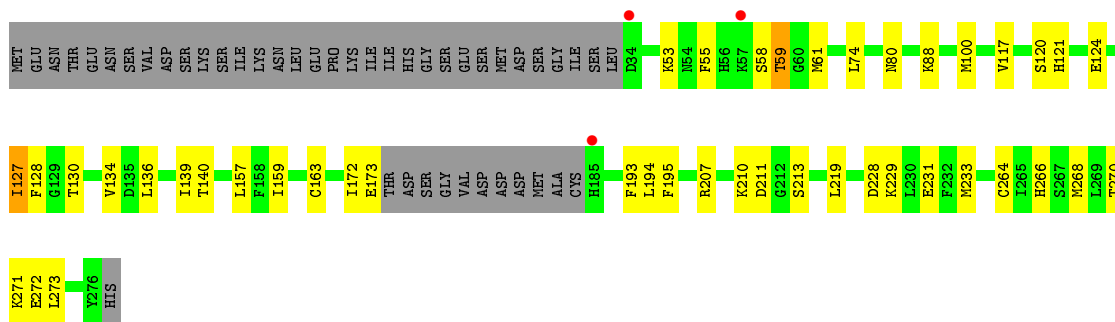 MET GLU ASN THR GLU ASN SER VAL ASP SER SER LYS SER ILE LYS ASN LEU GLU PRO LYS ILE ILE HIS GLY SER GLU SER MET ASP SER GLY ILE SER LEU D34 K53 N54 F55 H56 K57 S58 T59 G60 M61 L74 N80 K88 M100 V117 S120 H121 E124
I127 F128 G129 T130 V134 D135 L136 I139 T140 L157 F158 I159 C163 I172 E173 THR ASP SER GLY VAL ASP ASP ASP MET ALA CYS H185 F193 L194 F195 R207 K210 D211 G212 S213 L219 D228 K229 L230 E231 F232 M233 C264 I265 H266 S267 M268 L269 T270
K271 E272 L273 Y276 HIS